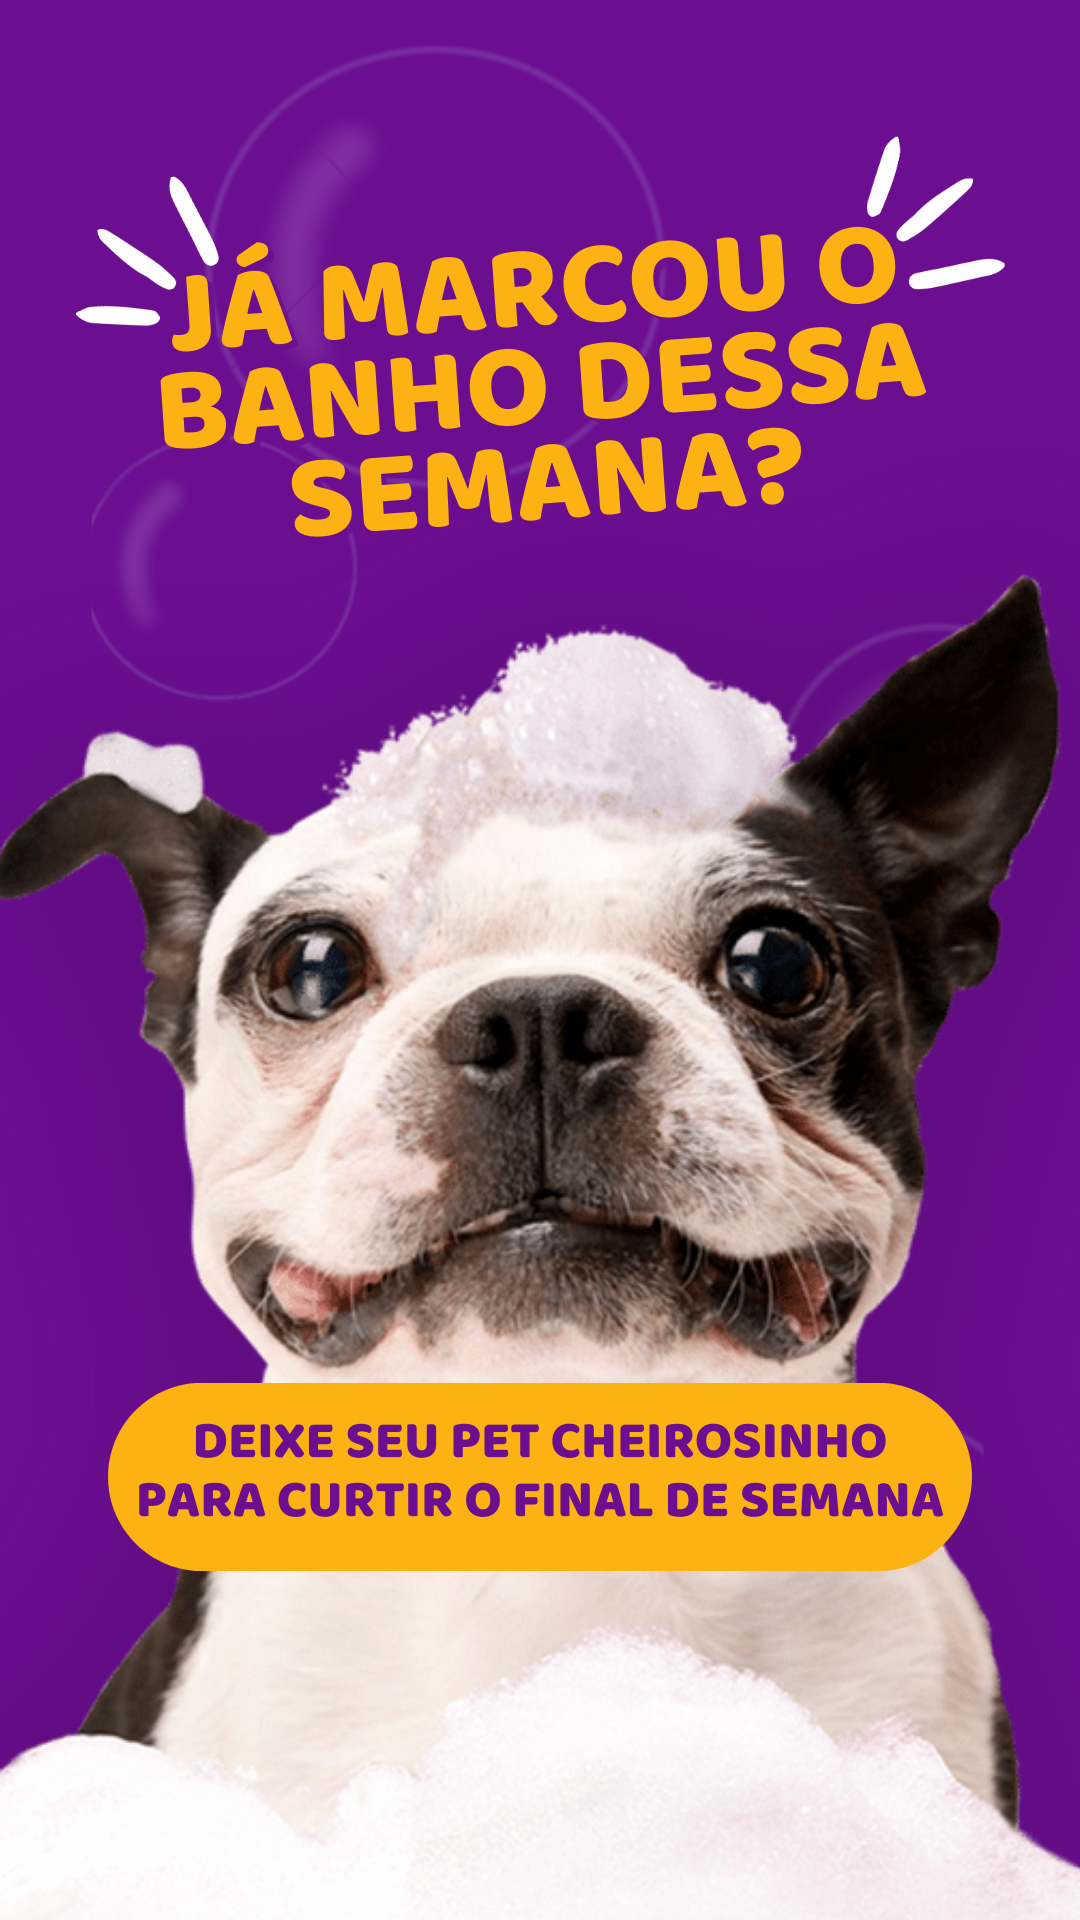 JÁ MARCOU O
BANHO DESSA
SEMANA?
DEIXE SEU PET CHEIROSINHO
PARA CURTIR O FINAL DE SEMANA